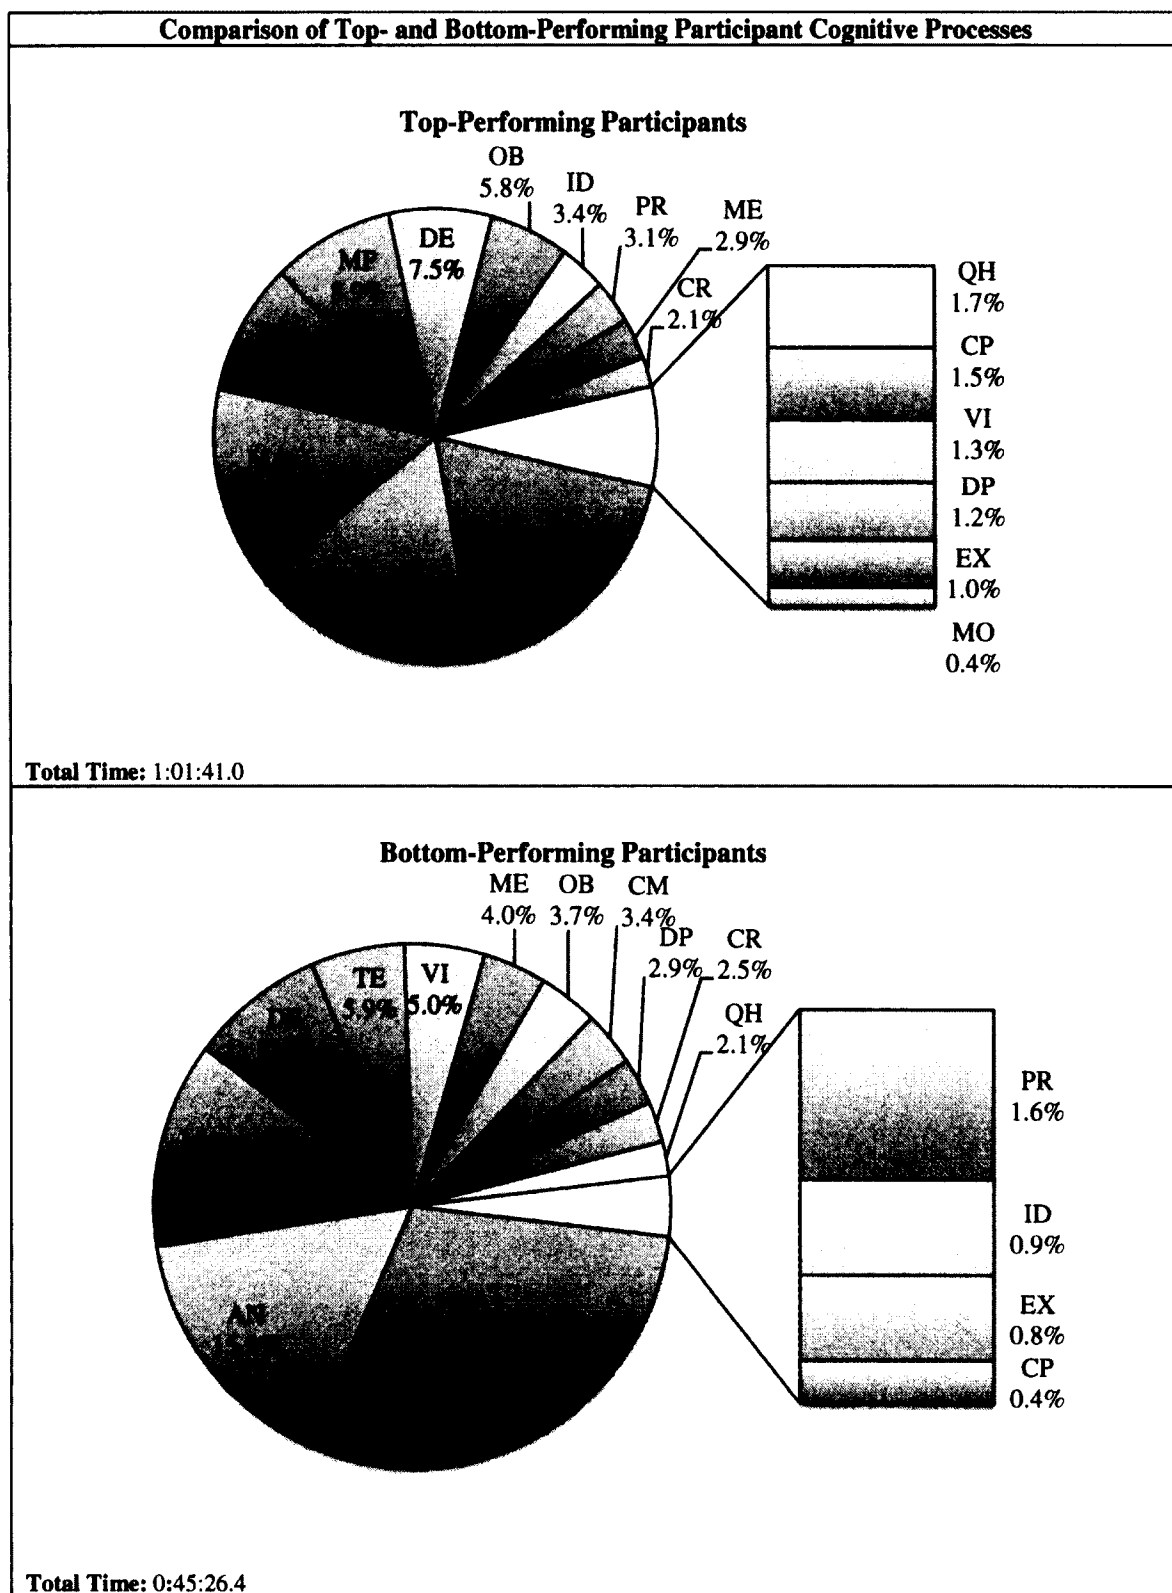 Comparison of Top- and Bottom-Performing Participant Cognitive Processes
Top-Performing Participants
OB
5.8%
ID
3.4%
PR
3.1%
ME
2.9%
CR
2.1%
DE
7.5%
MP
QH
1.7%
CP
1.5%
VI
1.3%
DP
1.2%
EX
1.0%
MO
0.4%
Total Time: 1:01:41.0
Bottom-Performing Participants
ME
4.0%
OB
3.7%
CM
3.4%
DP
2.9%
CR
2.5%
QH
2.1%
TE
5.9%
VI
5.0%
AN
PR
1.6%
ID
0.9%
EX
0.8%
CP
0.4%
Total Time: 0:45:26.4